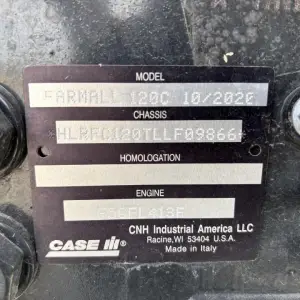 MODEL
FARMALL 120C 10/2020
CHASSIS
*HLRFC120TLLF09866*
HOMOLOGATION
ENGINE
CNH Industrial America LLC
CASE IH
Racine,WI 53404 U.S.A.
Made in Italy